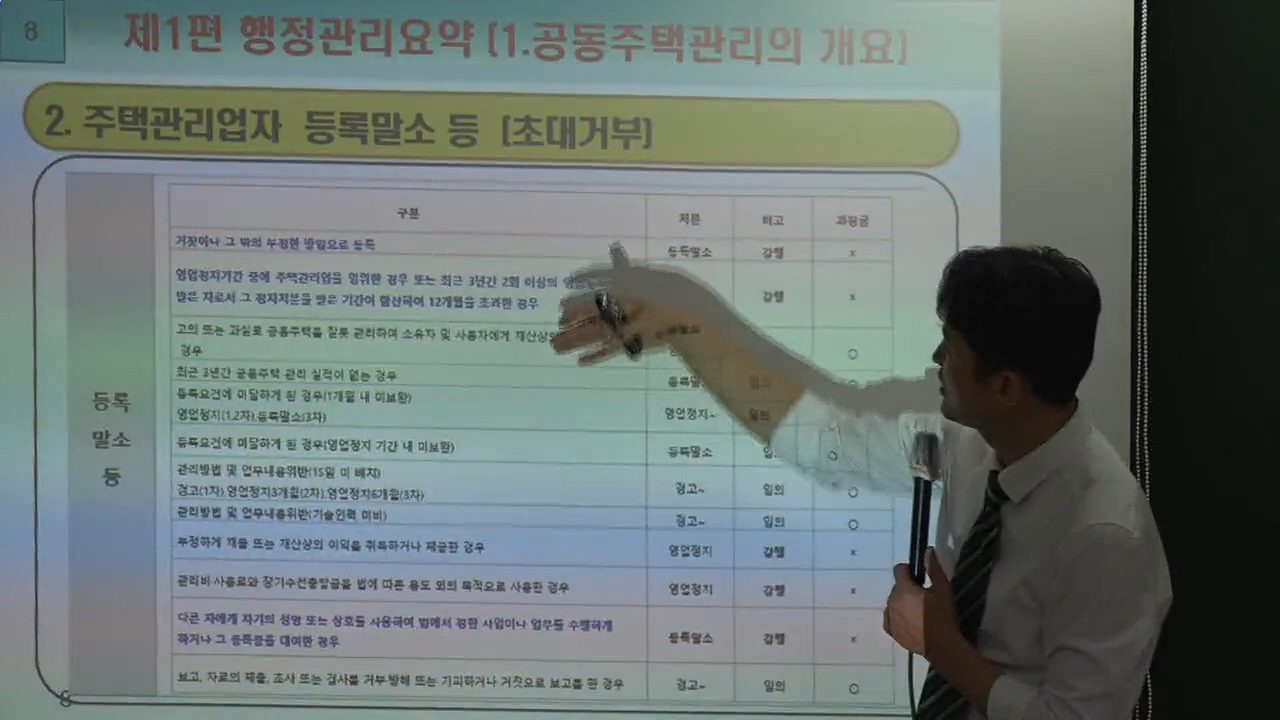 8
제1편 행정관리요약 (1.공동주택관리의 개요)
2. 주택관리업자 등록말소 등 (초대거부)
구분 처분 비고 과징금
등록
말소
등
거짓이나 그 밖의 부정한 방법으로 등록 등록말소 강행 x
영업정지기간 중에 주택관리업을 영위한 경우 또는 최근 3년간 2회 이상의
받은 자로서 그 정지처분을 받은 기간이 합산하여 12개월을 초과한 경우 강행 x
고의 또는 과실로 공동주택을 잘못 관리하여 소유자 및 사용자에게 재산상의
경우 ○
최근 3년간 공동주택 관리 실적이 없는 경우
등록요건에 미달하게 된 경우(1개월 내 미보완)
영업정지(1,2차),등록말소(3차) 영업정지~ 임의
등록요건에 미달하게 된 경우(영업정지 기간 내 미보완) 등록말소 ○
관리방법 및 업무내용위반(15일 미 배치)
경고(1차),영업정지3개월(2차),영업정지6개월(3차) 경고~ 임의 ○
관리방법 및 업무내용위반(기술인력 미비) 경고~ 임의 ○
부정하게 재물 또는 재산상의 이익을 취득하거나 제공한 경우 영업정지 강행 x
관리비·사용료와 장기수선충당금을 법에 따른 용도 외의 목적으로 사용한 경우 영업정지 강행 x
다른 자에게 자기의 성명 또는 상호를 사용하여 법에서 정한 사업이나 업무를 수행하게
하거나 그 등록증을 대여한 경우 등록말소 강행 x
보고, 자료의 제출, 조사 또는 검사를 거부·방해 또는 기피하거나 거짓으로 보고를 한 경우 경고~ 임의 ○
6